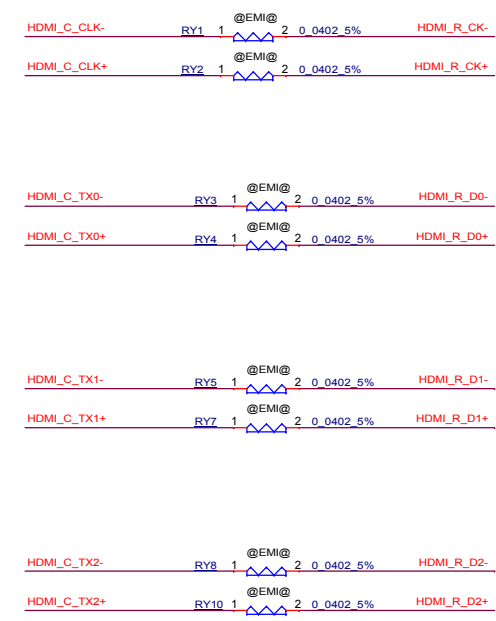 @EMI@
HDMI_C_CLK- RY1 1 2 0_0402_5% HDMI_R_CK-
@EMI@
HDMI_C_CLK+ RY2 1 2 0_0402_5% HDMI_R_CK+
@EMI@
HDMI_C_TX0- RY3 1 2 0_0402_5% HDMI_R_D0-
@EMI@
HDMI_C_TX0+ RY4 1 2 0_0402_5% HDMI_R_D0+
@EMI@
HDMI_C_TX1- RY5 1 2 0_0402_5% HDMI_R_D1-
@EMI@
HDMI_C_TX1+ RY7 1 2 0_0402_5% HDMI_R_D1+
@EMI@
HDMI_C_TX2- RY8 1 2 0_0402_5% HDMI_R_D2-
@EMI@
HDMI_C_TX2+ RY10 1 2 0_0402_5% HDMI_R_D2+